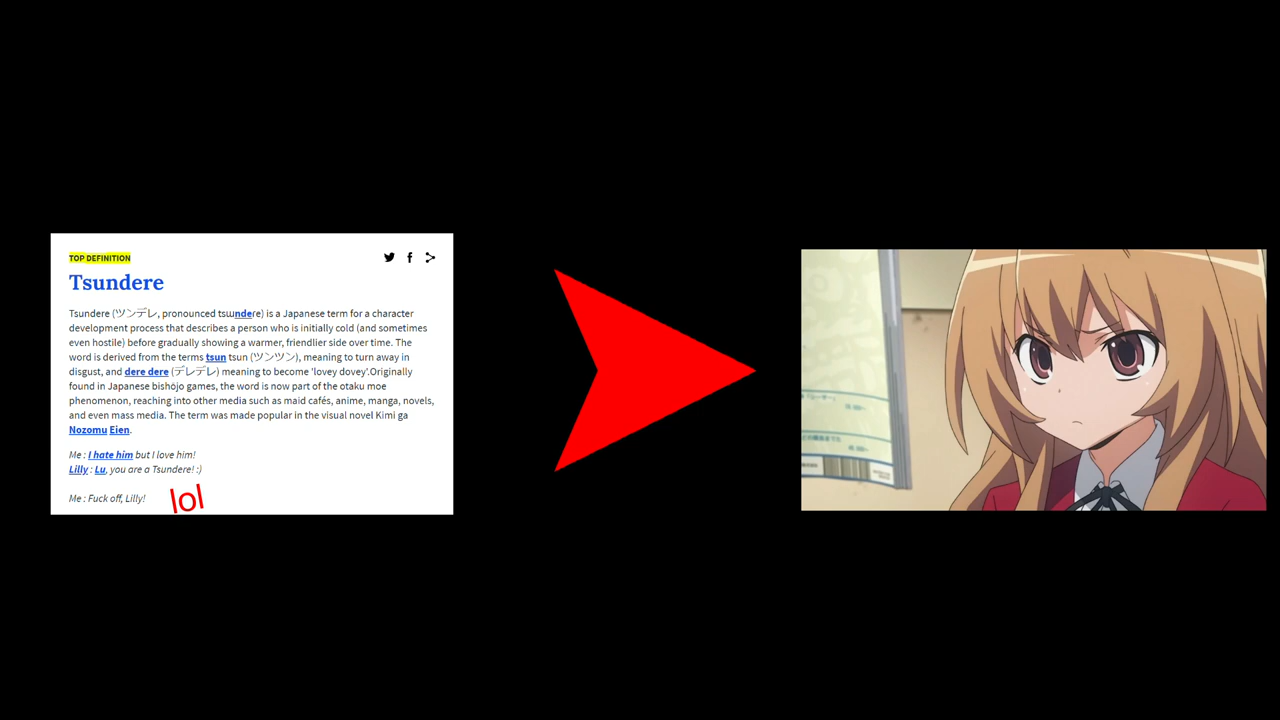 TOP DEFINITION
Tsundere
Tsundere (ツンデレ, pronounced tsundere) is a Japanese term for a character
development process that describes a person who is initially cold (and sometimes
even hostile) before gradually showing a warmer, friendlier side over time. The
word is derived from the terms tsun tsun (ツンツン), meaning to turn away in
disgust, and dere dere (デレデレ) meaning to become 'lovey dovey'.Originally
found in Japanese bishōjo games, the word is now part of the otaku moe
phenomenon, reaching into other media such as maid cafés, anime, manga, novels,
and even mass media. The term was made popular in the visual novel Kimi ga
Nozomu Eien.
Me : I hate him but I love him!
Lilly : Lu, you are a Tsundere! :)
Me : Fuck off, Lilly!
lol